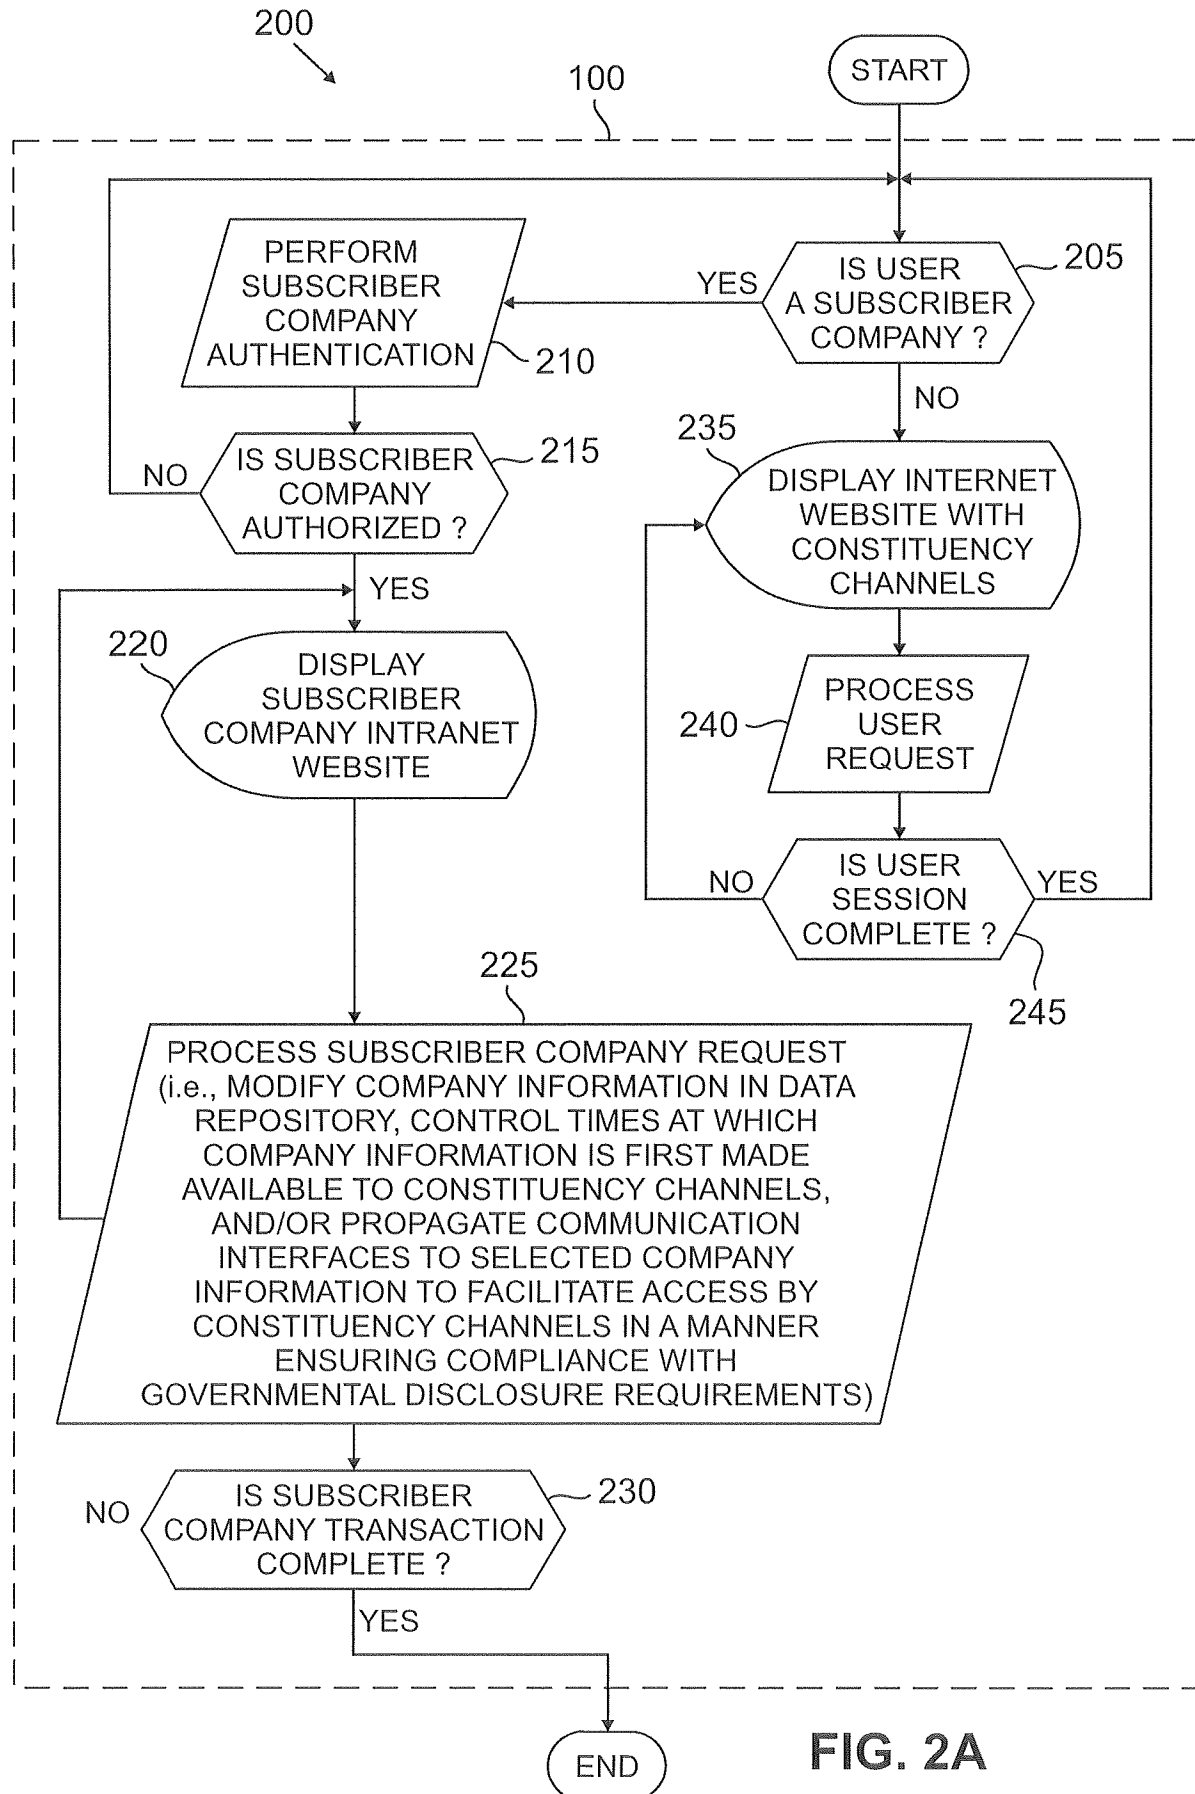 200
START
100
PERFORM
SUBSCRIBER
COMPANY
AUTHENTICATION
210
YES
IS USER
A SUBSCRIBER
COMPANY ?
205
NO
NO
IS SUBSCRIBER
COMPANY
AUTHORIZED ?
215
YES
235
DISPLAY INTERNET
WEBSITE WITH
CONSTITUENCY
CHANNELS
220
DISPLAY
SUBSCRIBER
COMPANY INTRANET
WEBSITE
240
PROCESS
USER
REQUEST
NO
IS USER
SESSION
COMPLETE ?
YES
245
225
PROCESS SUBSCRIBER COMPANY REQUEST
(i.e., MODIFY COMPANY INFORMATION IN DATA
REPOSITORY, CONTROL TIMES AT WHICH
COMPANY INFORMATION IS FIRST MADE
AVAILABLE TO CONSTITUENCY CHANNELS,
AND/OR PROPAGATE COMMUNICATION
INTERFACES TO SELECTED COMPANY
INFORMATION TO FACILITATE ACCESS BY
CONSTITUENCY CHANNELS IN A MANNER
ENSURING COMPLIANCE WITH
GOVERNMENTAL DISCLOSURE REQUIREMENTS)
NO
IS SUBSCRIBER
COMPANY TRANSACTION
COMPLETE ?
230
YES
END
FIG. 2A